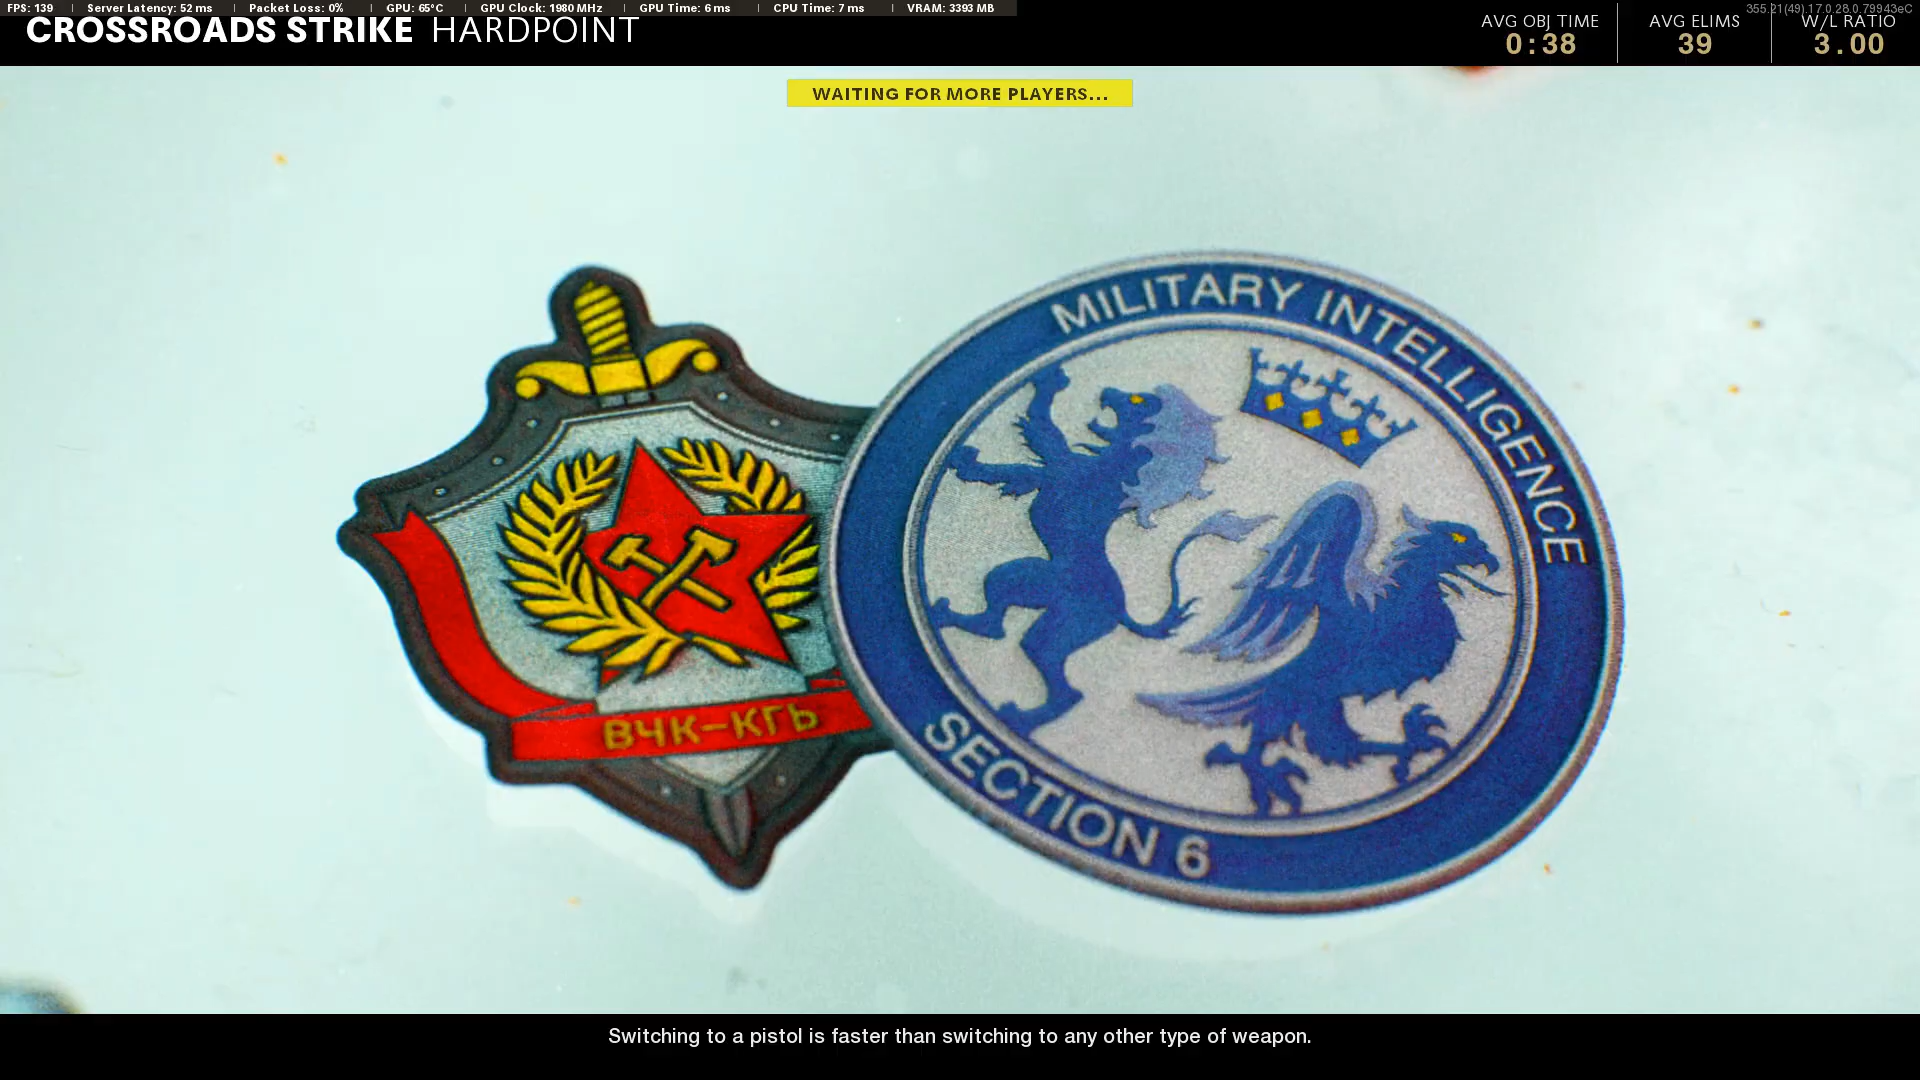 FPS: 139 | Server Latency: 52 ms | Packet Loss: 0% | GPU: 65°C | GPU Clock: 1980 MHz | GPU Time: 6 ms | CPU Time: 7 ms | VRAM: 3393 MB
355.21(49).17.0.28.0.79943eC
CROSSROADS STRIKE HARDPOINT
AVG OBJ TIME
0:38
AVG ELIMS
39
W/L RATIO
3.00
WAITING FOR MORE PLAYERS...
MILITARY INTELLIGENCE
SECTION 6
ВЧК–КГЬ
Switching to a pistol is faster than switching to any other type of weapon.